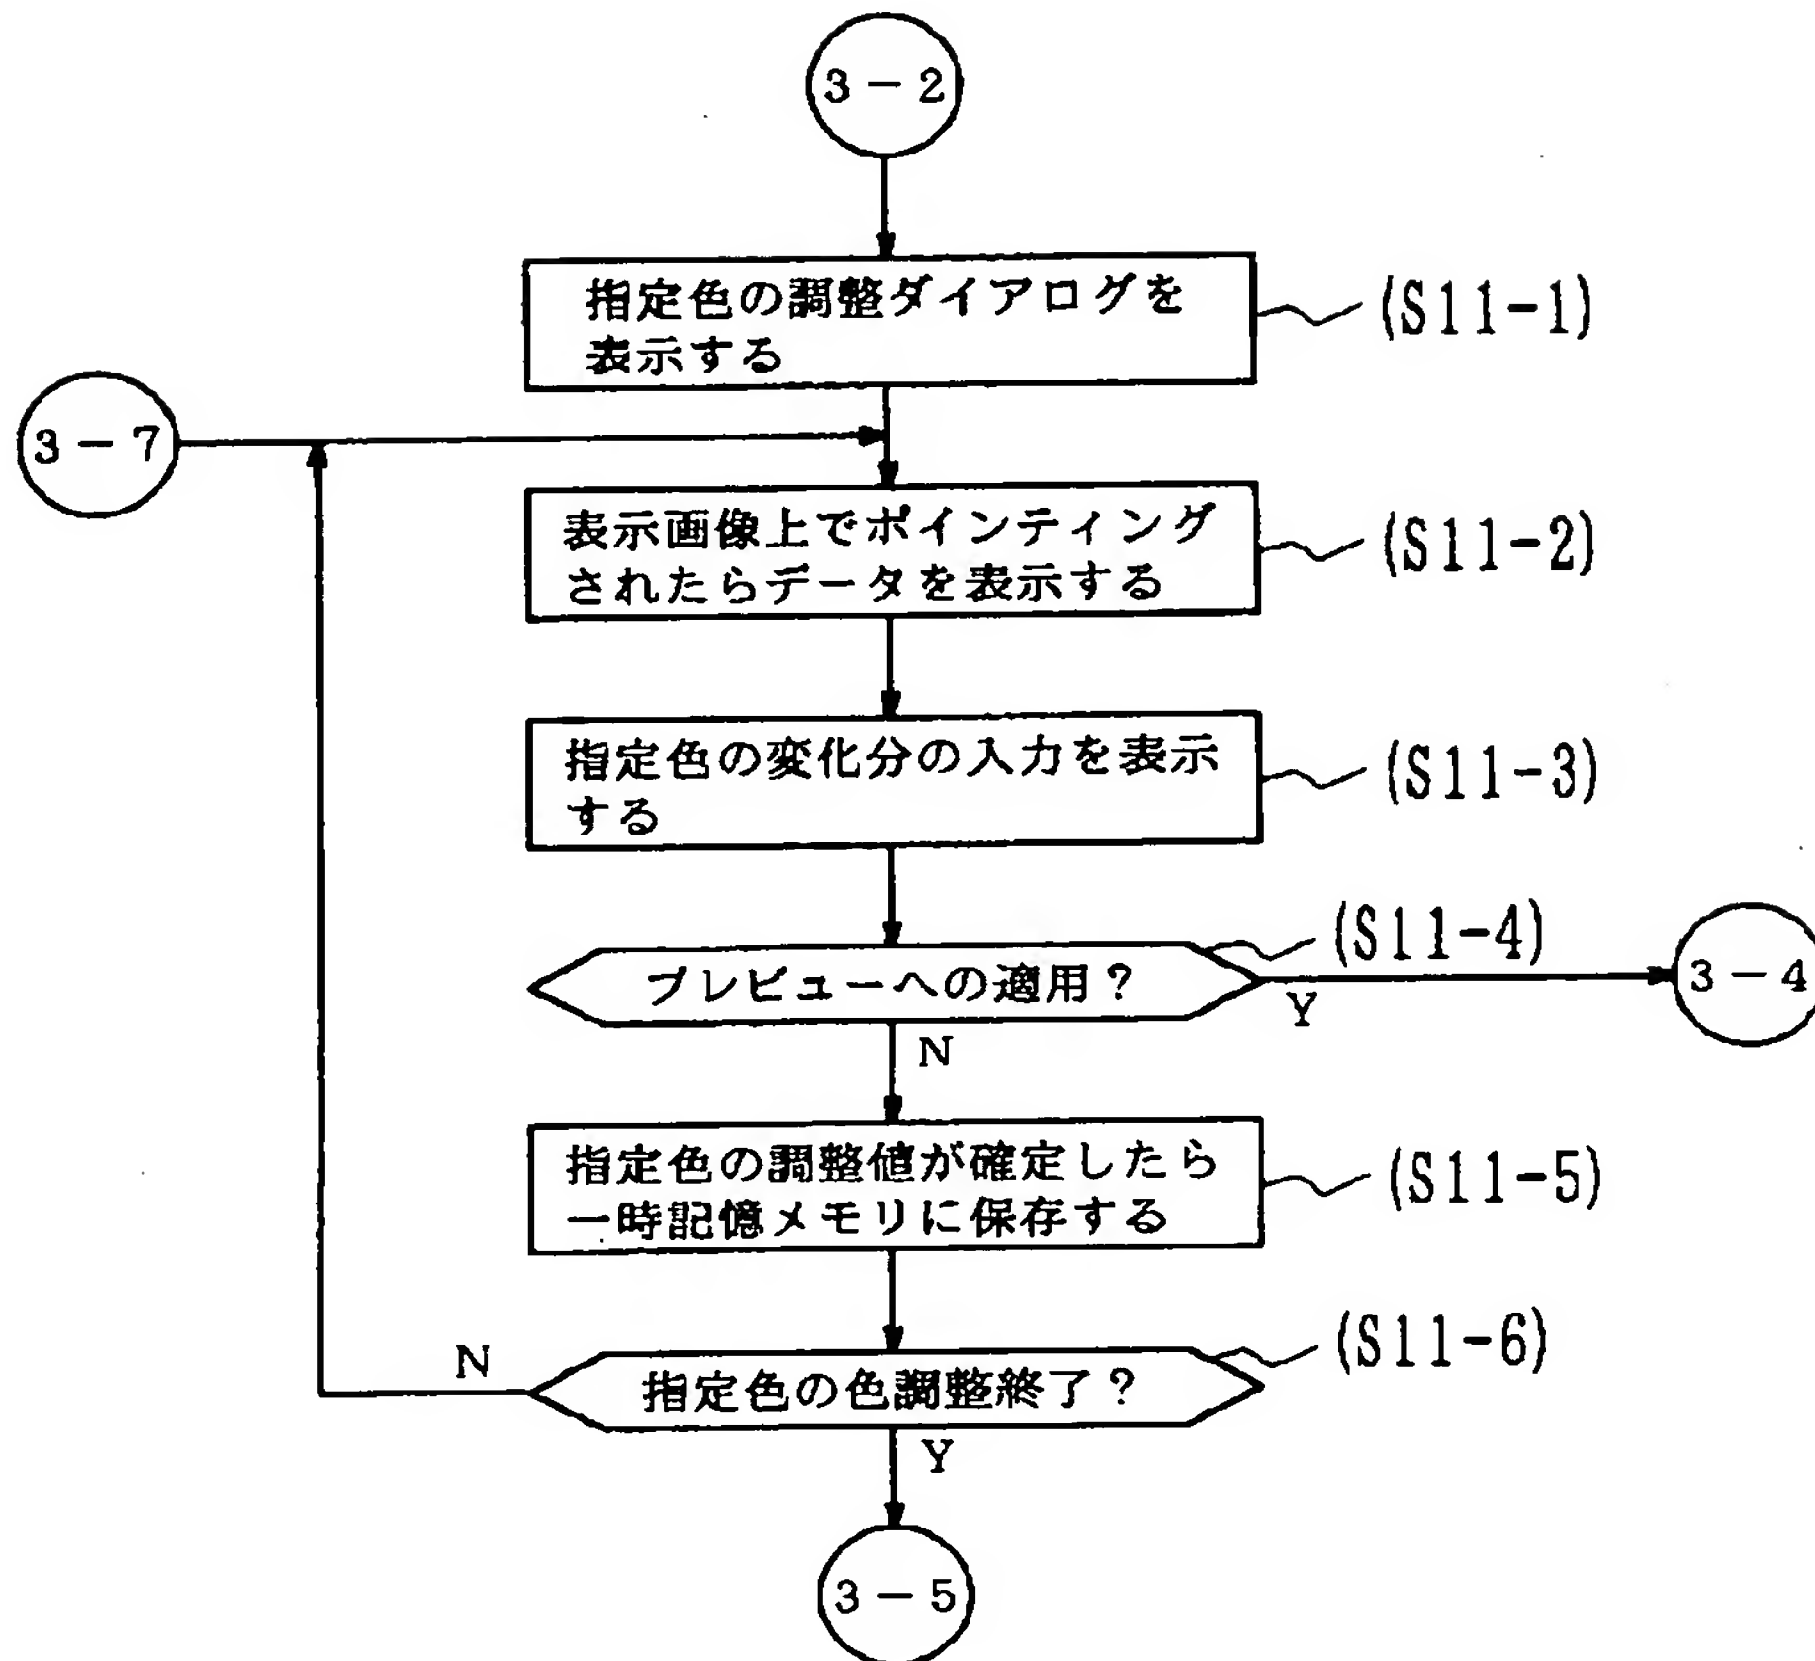 3－2
指定色の調整ダイアログを
表示する
(S11-1)
3－7
表示画像上でポインティング
されたらデータを表示する
(S11-2)
指定色の変化分の入力を表示
する
(S11-3)
プレビューへの適用？
(S11-4)
Y
3－4
N
指定色の調整値が確定したら
一時記憶メモリに保存する
(S11-5)
指定色の色調整終了？
(S11-6)
N
Y
3－5